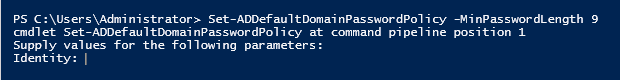 PS C:\Users\Administrator> Set-ADDefaultDomainPasswordPolicy -MinPasswordLength 9
cmdlet Set-ADDefaultDomainPasswordPolicy at command pipeline position 1
Supply values for the following parameters:
Identity: